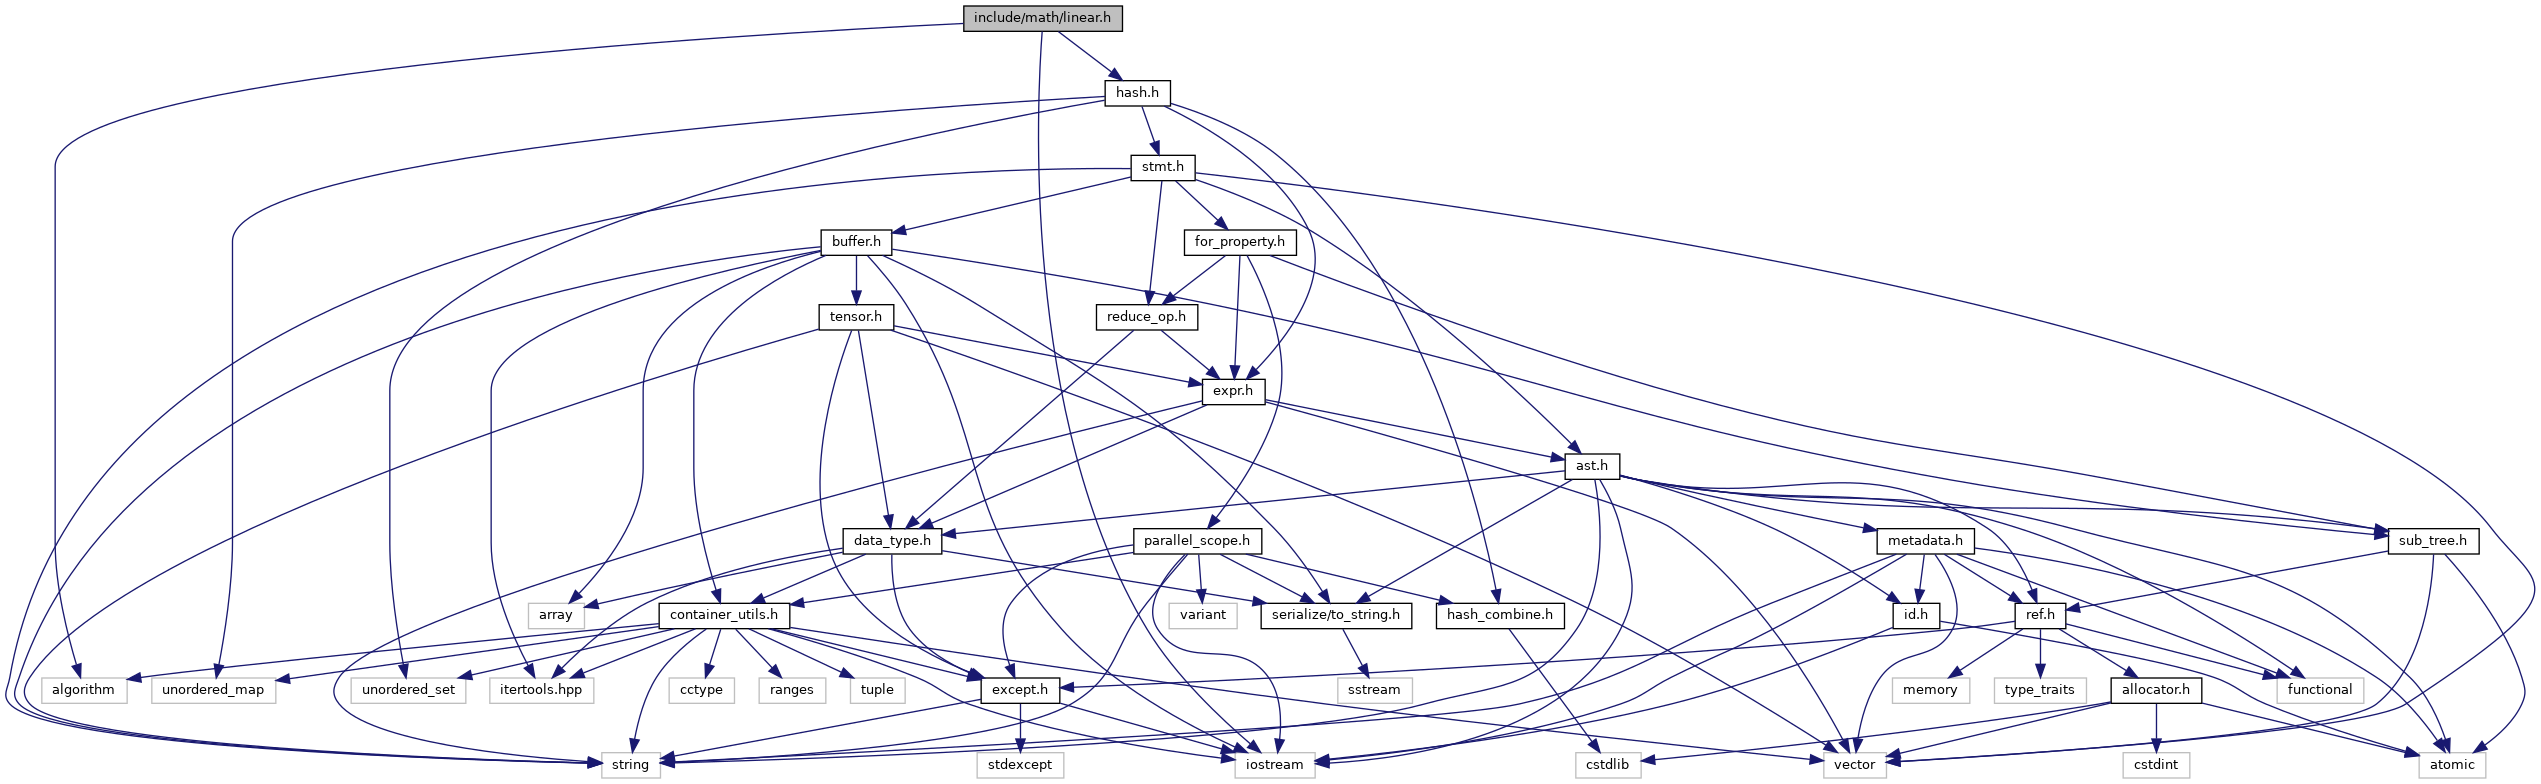 include/math/linear.h
hash.h
stmt.h
buffer.h
for_property.h
tensor.h
reduce_op.h
expr.h
ast.h
data_type.h
parallel_scope.h
metadata.h
sub_tree.h
array
container_utils.h
variant
serialize/to_string.h
hash_combine.h
id.h
ref.h
algorithm
unordered_map
unordered_set
itertools.hpp
cctype
ranges
tuple
except.h
sstream
memory
type_traits
allocator.h
functional
string
stdexcept
iostream
cstdlib
vector
cstdint
atomic